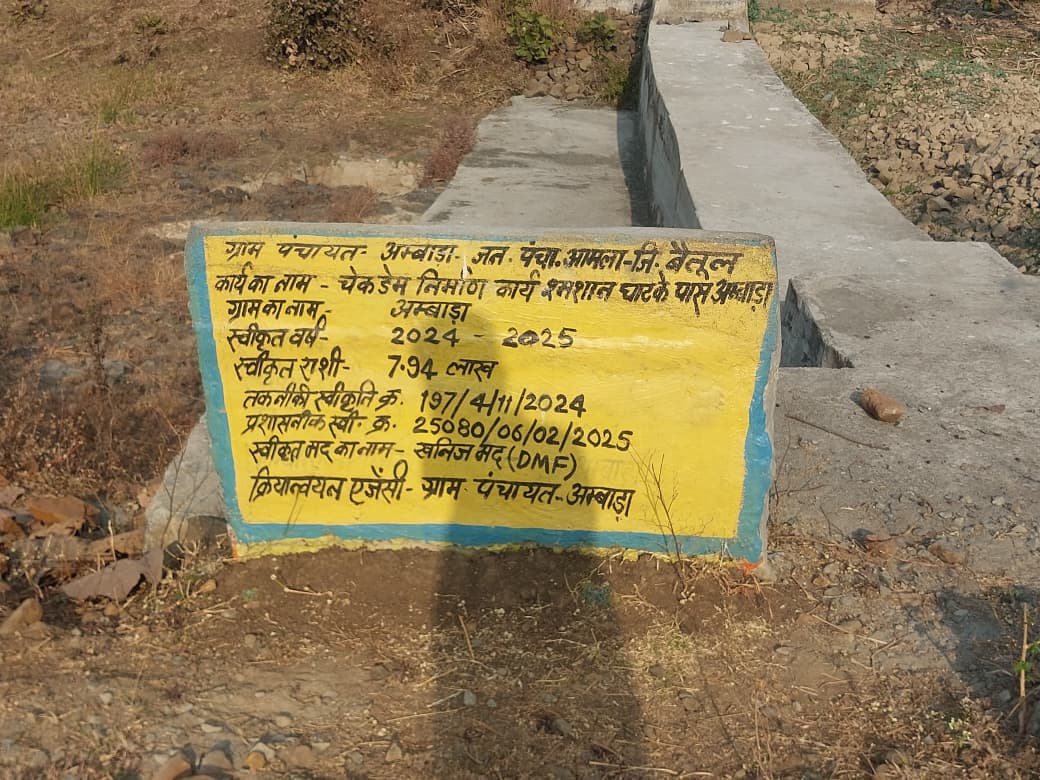 ग्राम पंचायत- अम्बाड़ा- जन. पंचा. आमला-जि. बैतूल
कार्य का नाम - चेकडेम निर्माण कार्य श्मशान घाट के पास अम्बाड़ा
ग्राम का नाम,- अम्बाड़ा
स्वीकृत वर्ष- 2024 - 2025
स्वीकृत राशी- 7.94 लाख
तकनीकी स्वीकृति क्र. 197/4/11/2024
प्रशासनीक स्वी. क्र. 25080/06/02/2025
स्वीकृत मद् का नाम- खनिज मद् (DMF)
क्रियान्वयन एजेंसी- ग्राम. पंचायत- अम्बाड़ा